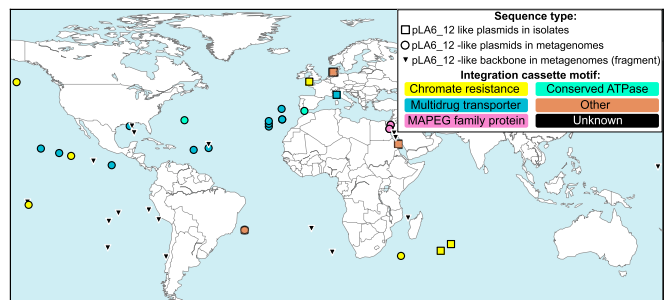 Sequence type:
pLA6_12 like plasmids in isolates
pLA6_12 -like plasmids in metagenomes
pLA6_12 -like backbone in metagenomes (fragment)
Integration cassette motif:
Chromate resistance
Conserved ATPase
Multidrug transporter
Other
MAPEG family protein
Unknown